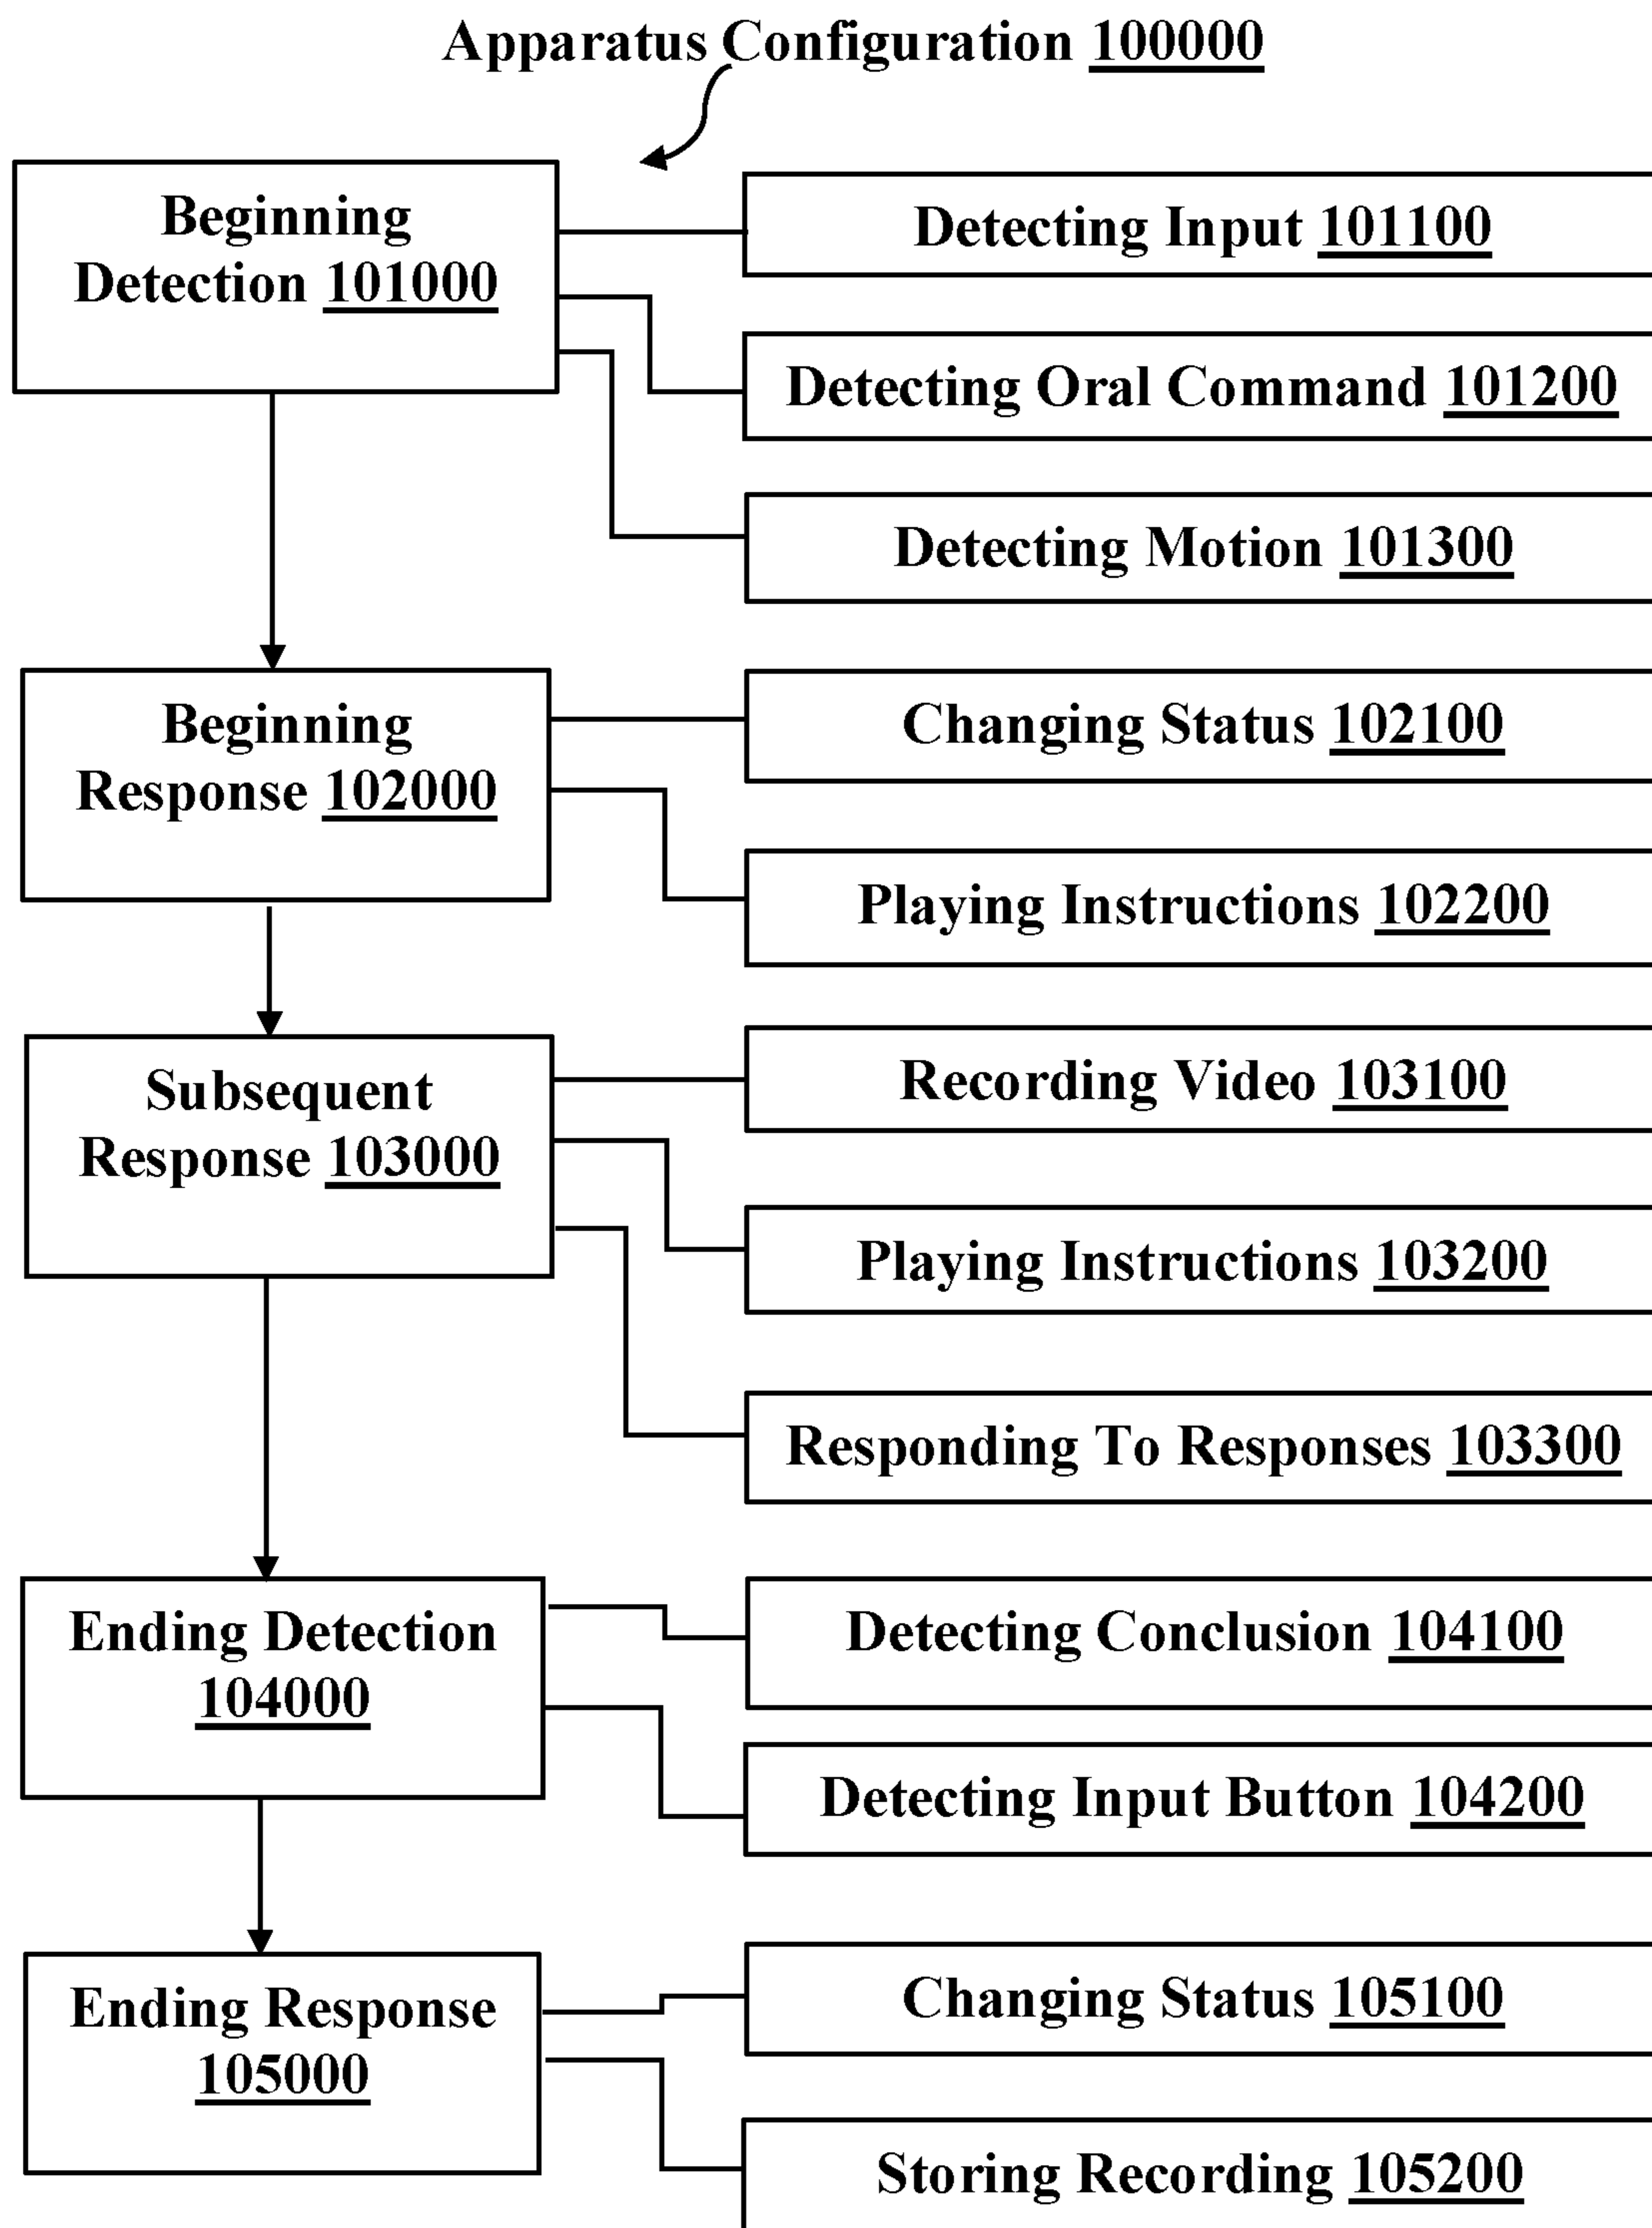 Apparatus Configuration 100000
Beginning
Detection 101000
Detecting Input 101100
Detecting Oral Command 101200
Detecting Motion 101300
Beginning
Response 102000
Changing Status 102100
Playing Instructions 102200
Subsequent
Response 103000
Recording Video 103100
Playing Instructions 103200
Responding To Responses 103300
Ending Detection
104000
Detecting Conclusion 104100
Detecting Input Button 104200
Ending Response
105000
Changing Status 105100
Storing Recording 105200